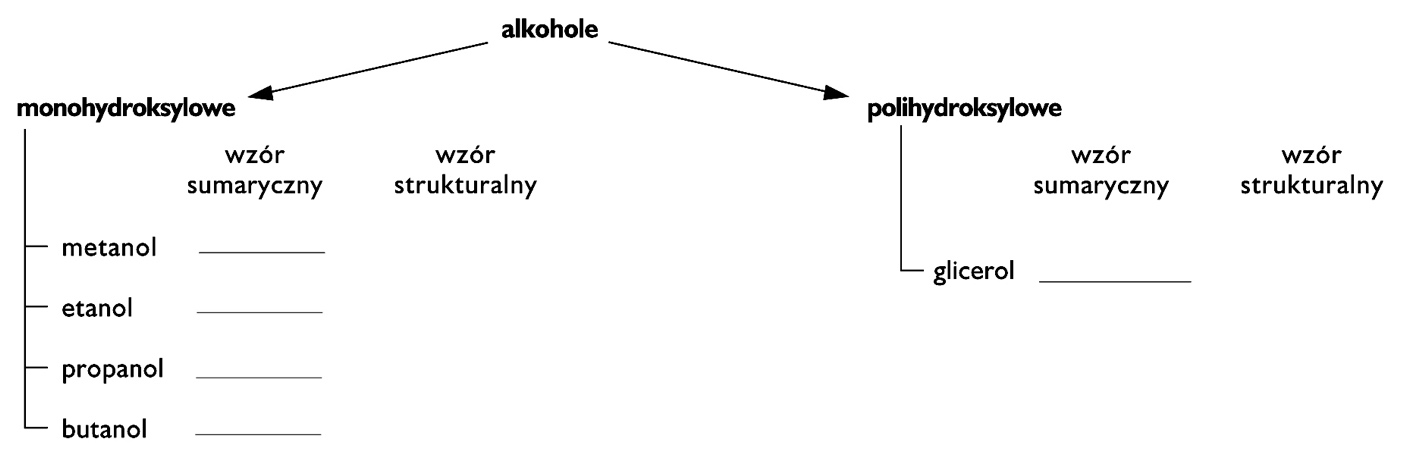 alkohole
monohydroksylowe
polihydroksylowe
wzór
sumaryczny
wzór
strukturalny
wzór
sumaryczny
wzór
strukturalny
metanol
etanol
propanol
butanol
glicerol